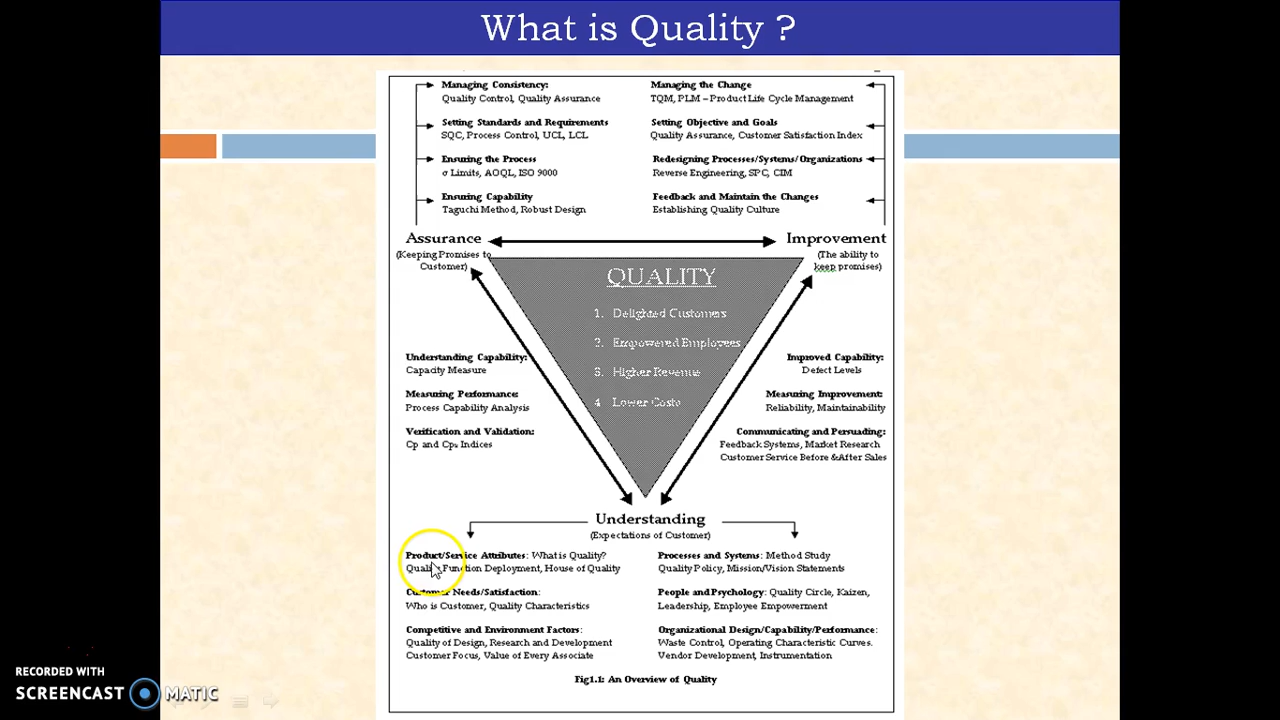 What is Quality ?
Managing Consistency:
Quality Control, Quality Assurance
Setting Standards and Requirements
SQC, Process Control, UCL, LCL
Ensuring the Process
σ Limits, AOQL, ISO 9000
Ensuring Capability
Taguchi Method, Robust Design
Managing the Change
TQM, PLM – Product Life Cycle Management
Setting Objective and Goals
Quality Assurance, Customer Satisfaction Index
Redesigning Processes/Systems/Organizations
Reverse Engineering, SPC, CIM
Feedback and Maintain the Changes
Establishing Quality Culture
Assurance
(Keeping Promises to
Customer)
Improvement
(The ability to
keep promises)
QUALITY
1. Delighted Customers
2. Empowered Employees
3. Higher Revenue
4 Lower Costs
Understanding Capability:
Capacity Measure
Measuring Performance:
Process Capability Analysis
Verification and Validation:
Cp and Cpk Indices
Improved Capability:
Defect Levels
Measuring Improvement:
Reliability, Maintainability
Communicating and Persuading:
Feedback Systems, Market Research
Customer Service Before &After Sales
Understanding
(Expectations of Customer)
Product/Service Attributes: What is Quality?
Quality Function Deployment, House of Quality
Customer Needs/Satisfaction:
Who is Customer, Quality Characteristics
Competitive and Environment Factors:
Quality of Design, Research and Development
Customer Focus, Value of Every Associate
Processes and Systems: Method Study
Quality Policy, Mission/Vision Statements
People and Psychology: Quality Circle, Kaizen,
Leadership, Employee Empowerment
Organizational Design/Capability/Performance:
Waste Control, Operating Characteristic Curves.
Vendor Development, Instrumentation
Fig1.1: An Overview of Quality
RECORDED WITH
SCREENCAST MATIC